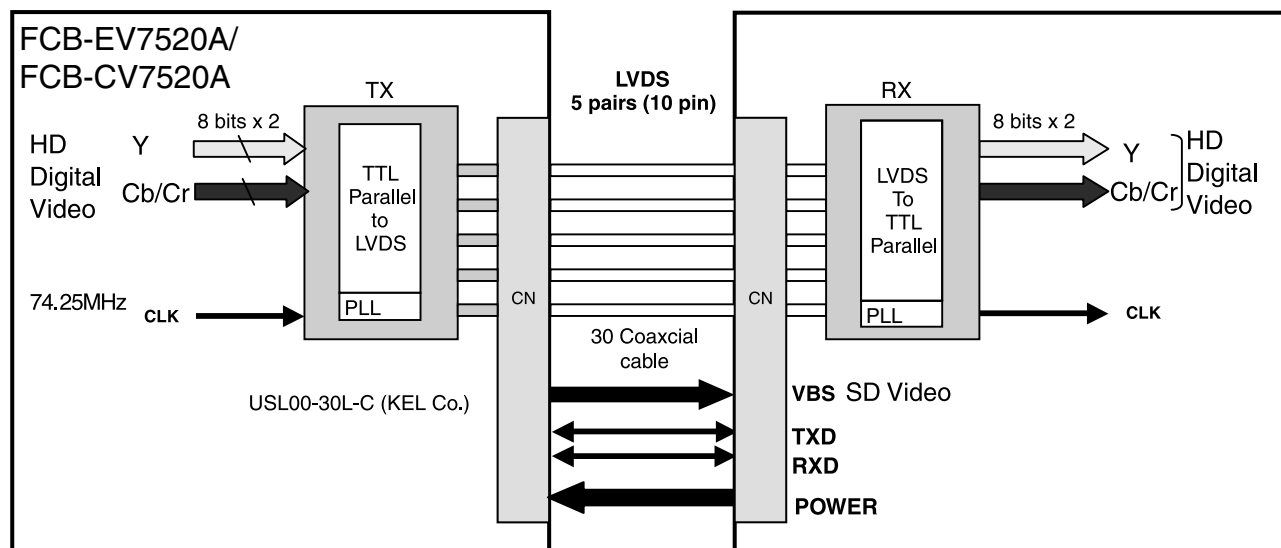 FCB-EV7520A/
FCB-CV7520A
LVDS
5 pairs (10 pin)
TX
RX
8 bits x 2
8 bits x 2
HD
Digital
Video
Y
Cb/Cr
TTL
Parallel
to
LVDS
LVDS
To
TTL
Parallel
Y
Cb/Cr
HD
Digital
Video
74.25MHz
CLK
PLL
CN
CN
PLL
CLK
30 Coaxcial
cable
USL00-30L-C (KEL Co.)
VBS SD Video
TXD
RXD
POWER